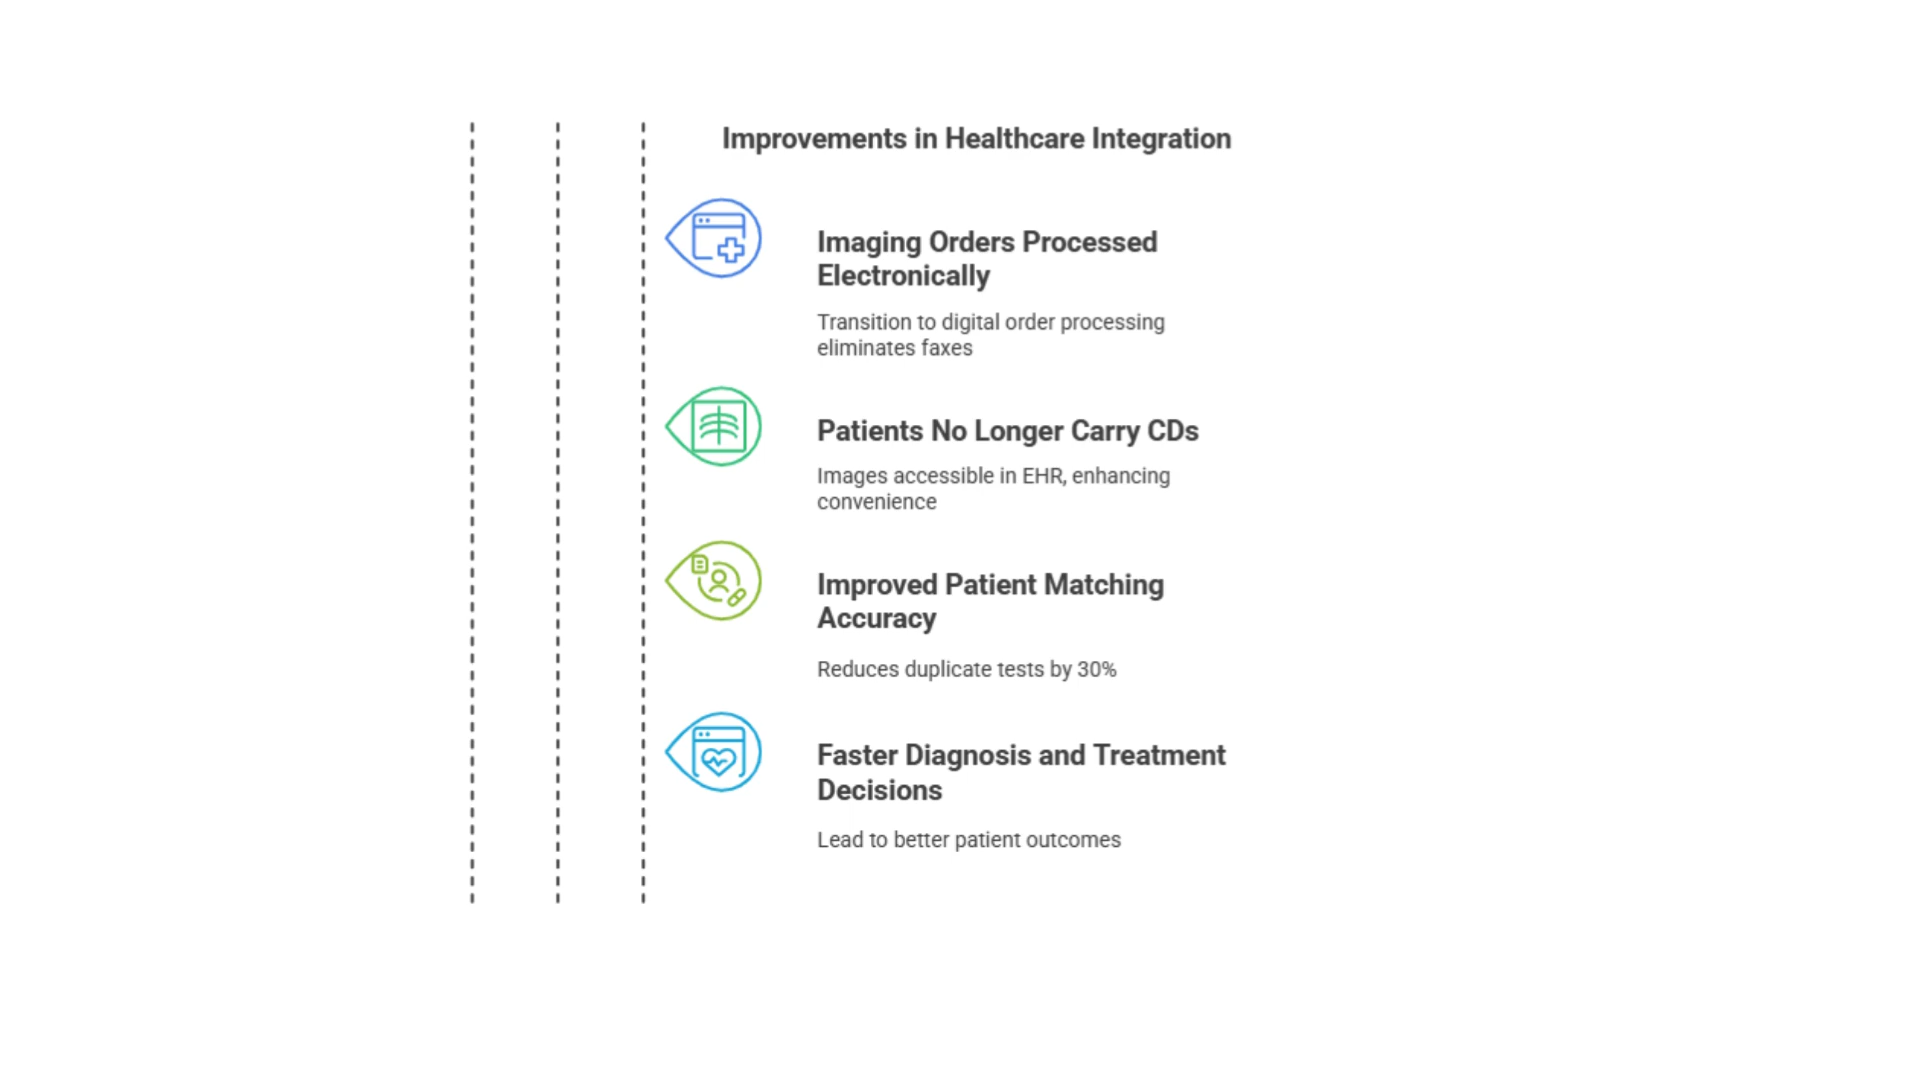 Improvements in Healthcare Integration
Imaging Orders Processed
Electronically
Transition to digital order processing
eliminates faxes
Patients No Longer Carry CDs
Images accessible in EHR, enhancing
convenience
Improved Patient Matching
Accuracy
Reduces duplicate tests by 30%
Faster Diagnosis and Treatment
Decisions
Lead to better patient outcomes